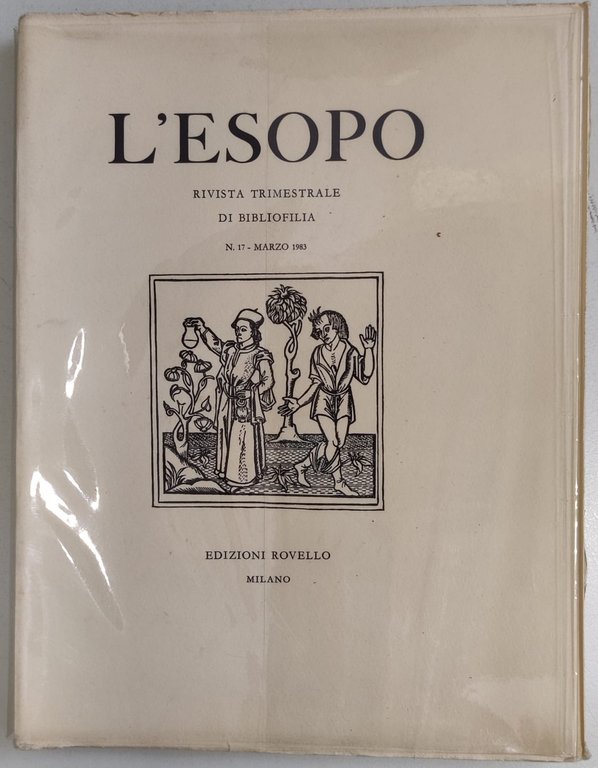 L'ESOPO
RIVISTA TRIMESTRALE
DI BIBLIOFILIA
N. 17 - MARZO 1983
EDIZIONI ROVELLO
MILANO